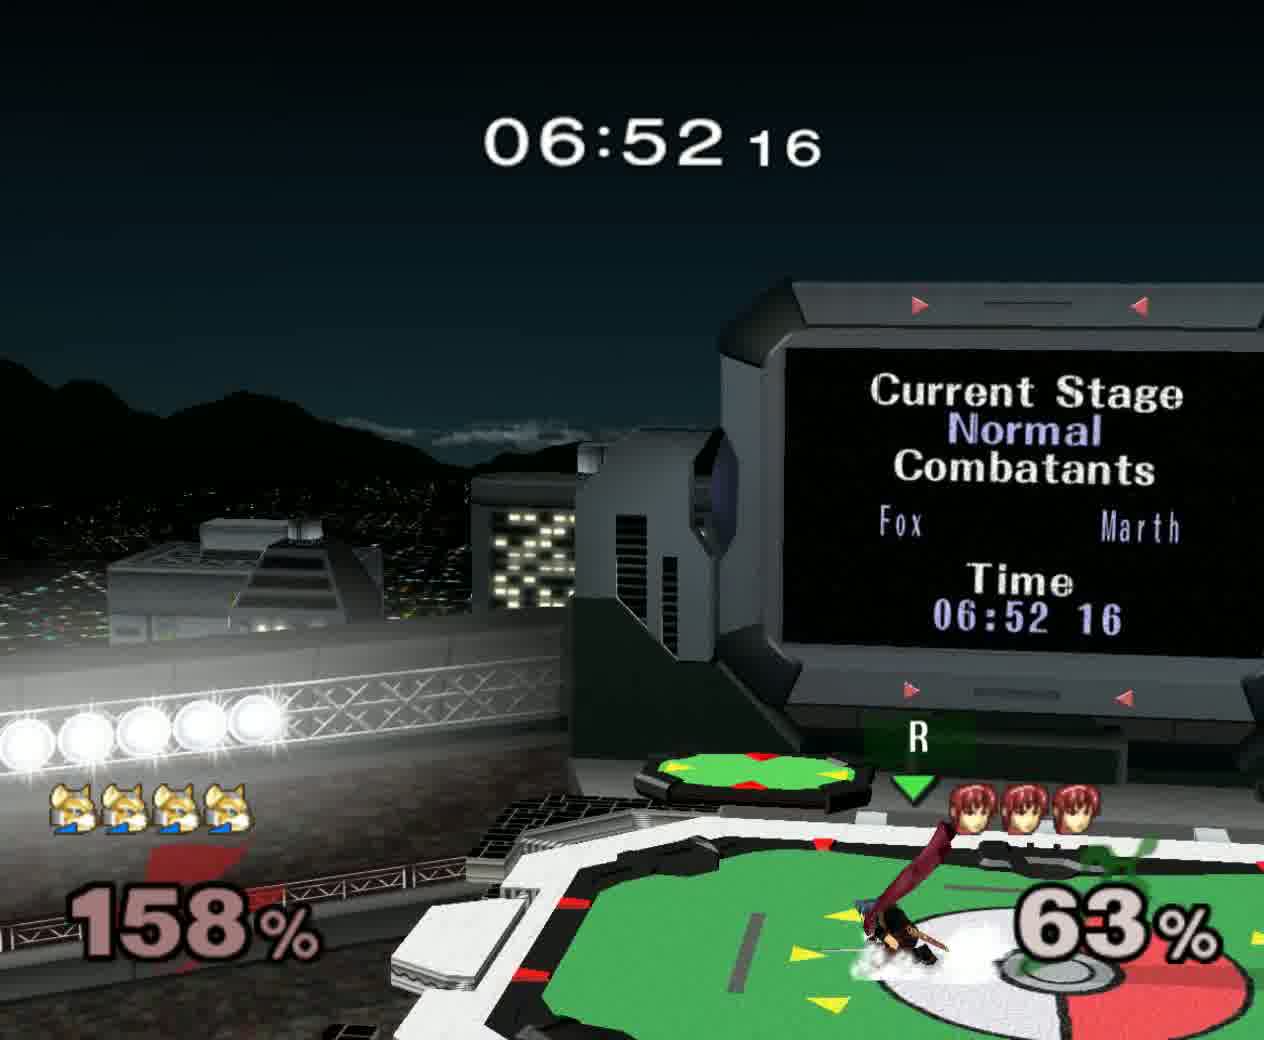 06:52 16
Current Stage
Normal
Combatants
Fox Marth
Time
06:52 16
R
158%
63%